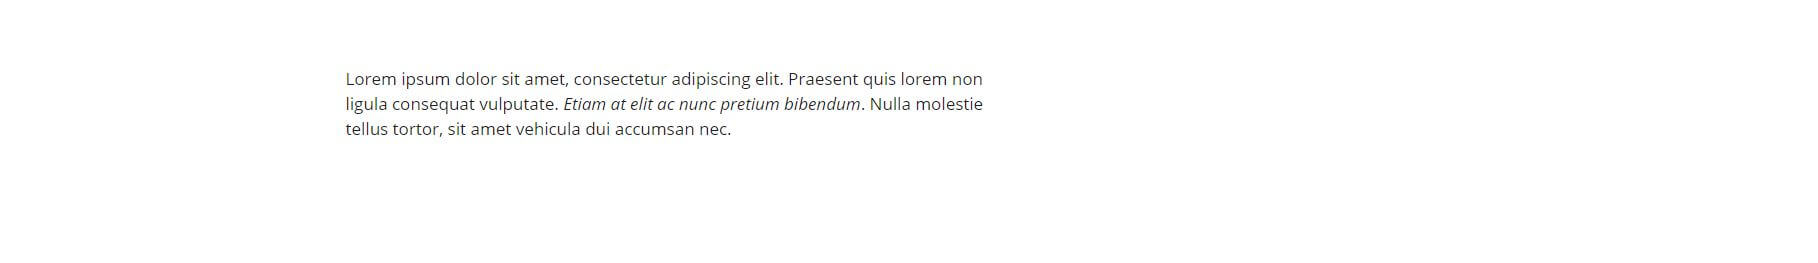 Lorem ipsum dolor sit amet, consectetur adipiscing elit. Praesent quis lorem non
ligula consequat vulputate. Etiam at elit ac nunc pretium bibendum. Nulla molestie
tellus tortor, sit amet vehicula dui accumsan nec.